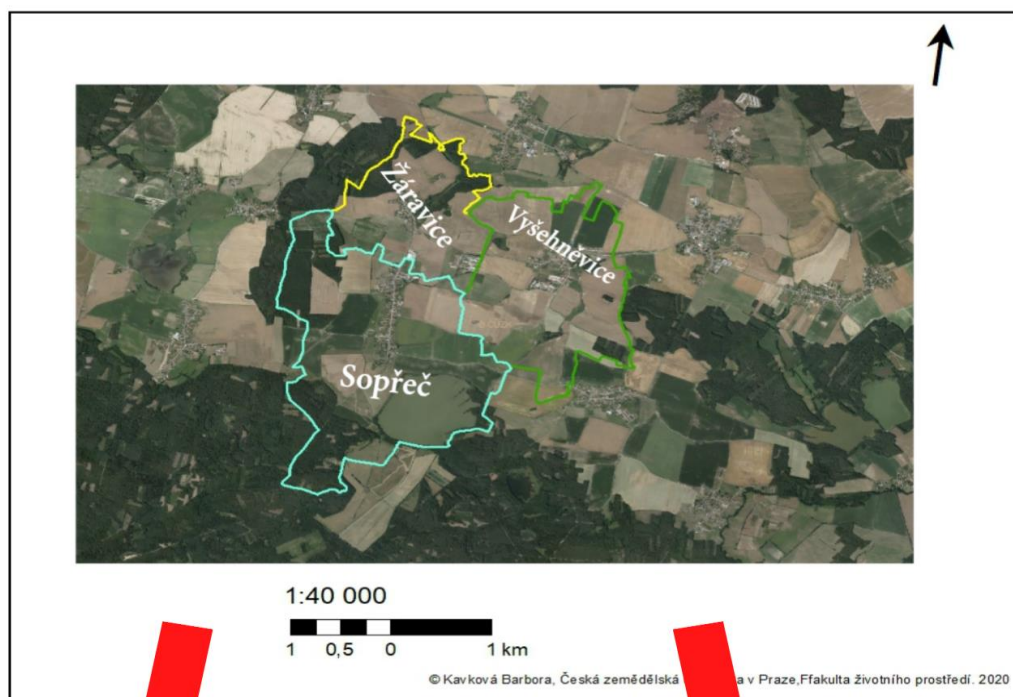 Žáravice
Vyšehněvice
Sopřeč
1:40 000
1 0,5 0 1 km
© Kavková Barbora, Česká zemědělská a v Praze,Ffakulta životního prostředí. 2020